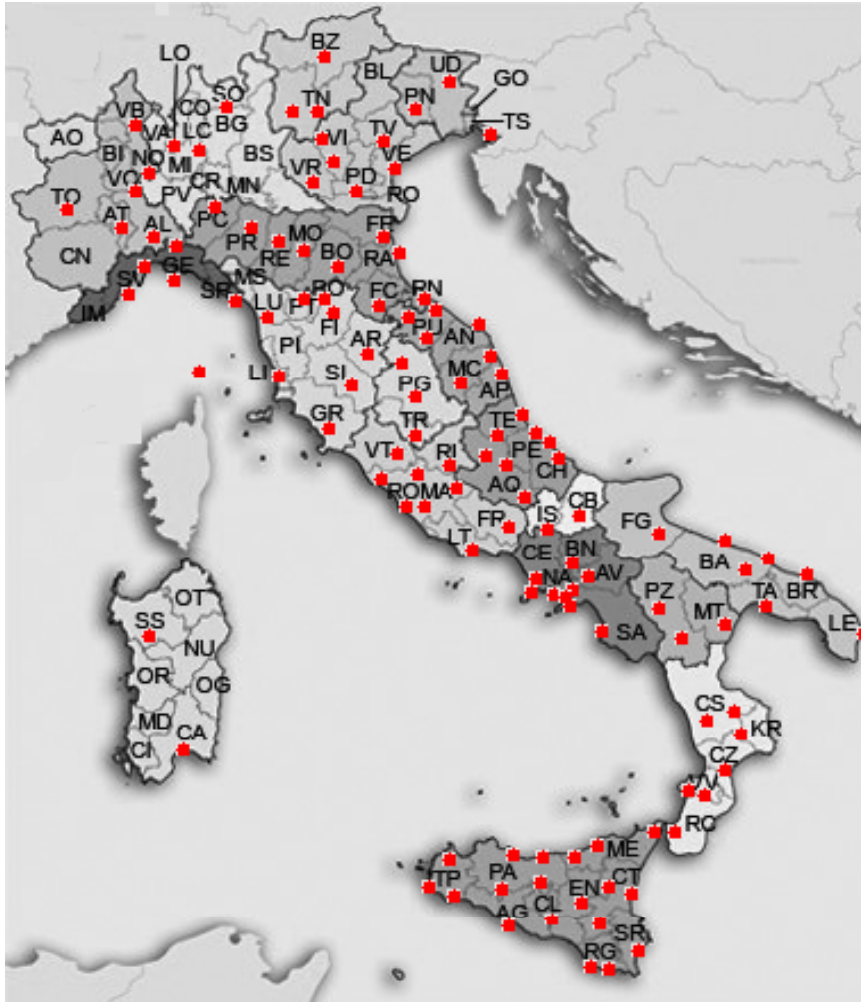 LO
BZ
BL
UD
GO
TS
SO
VB
CO
TN
PN
BG
VA
LC
AO
VI
TV
BI
NO
MI
BS
VE
VR
VC
TO
PV
CR
MN
PD
RO
AT
AL
PC
FR
PR
MO
RE
BO
RA
CN
GE
MS
SV
SR
LU
PT
RO
FC
RN
IM
FI
PU
AN
PI
AR
LI
SI
MC
AP
PG
GR
TR
TE
VT
RI
PE
CH
AQ
ROMA
IS
CB
FR
FG
LT
CE
BN
BA
NA
AV
PZ
TA
BR
MT
LE
SA
OT
SS
NU
OR
OG
MD
CA
CI
CS
KR
CZ
VV
RC
ME
TP
PA
EN
CT
CL
AG
SR
RG